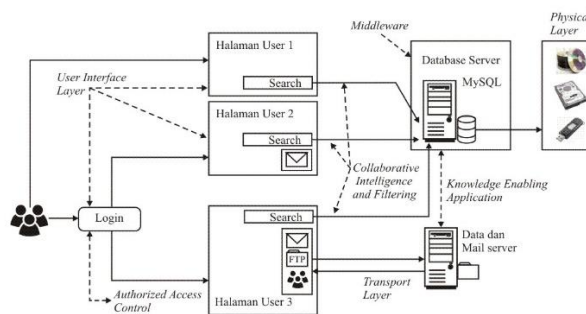 Physical
Layer
Middleware
Halaman User 1
Search
Database Server
MySQL
User Interface
Layer
Halaman User 2
Search
Collaborative
Intelligence
and Filtering
Knowledge Enabling
Application
Login
Search
FTP
Halaman User 3
Data dan
Mail server
Transport
Layer
Authorized Access
Control